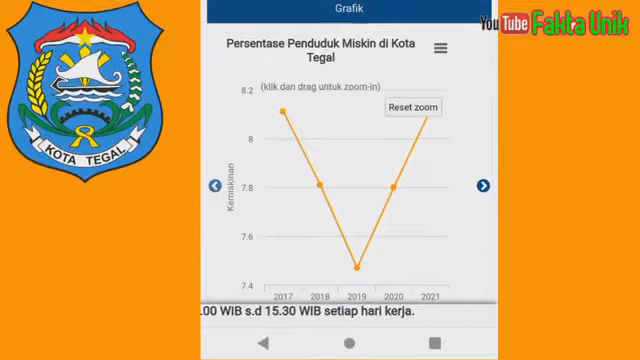 Grafik
YouTube Fakta Unik
Persentase Penduduk Miskin di Kota
Tegal
(klik dan drag untuk zoom-in)
Reset zoom
Kemiskinan
8.2
8
7.8
7.6
7.4
2017 2018 2019 2020 2021
.00 WIB s.d 15.30 WIB setiap hari kerja.
KOTA TEGAL